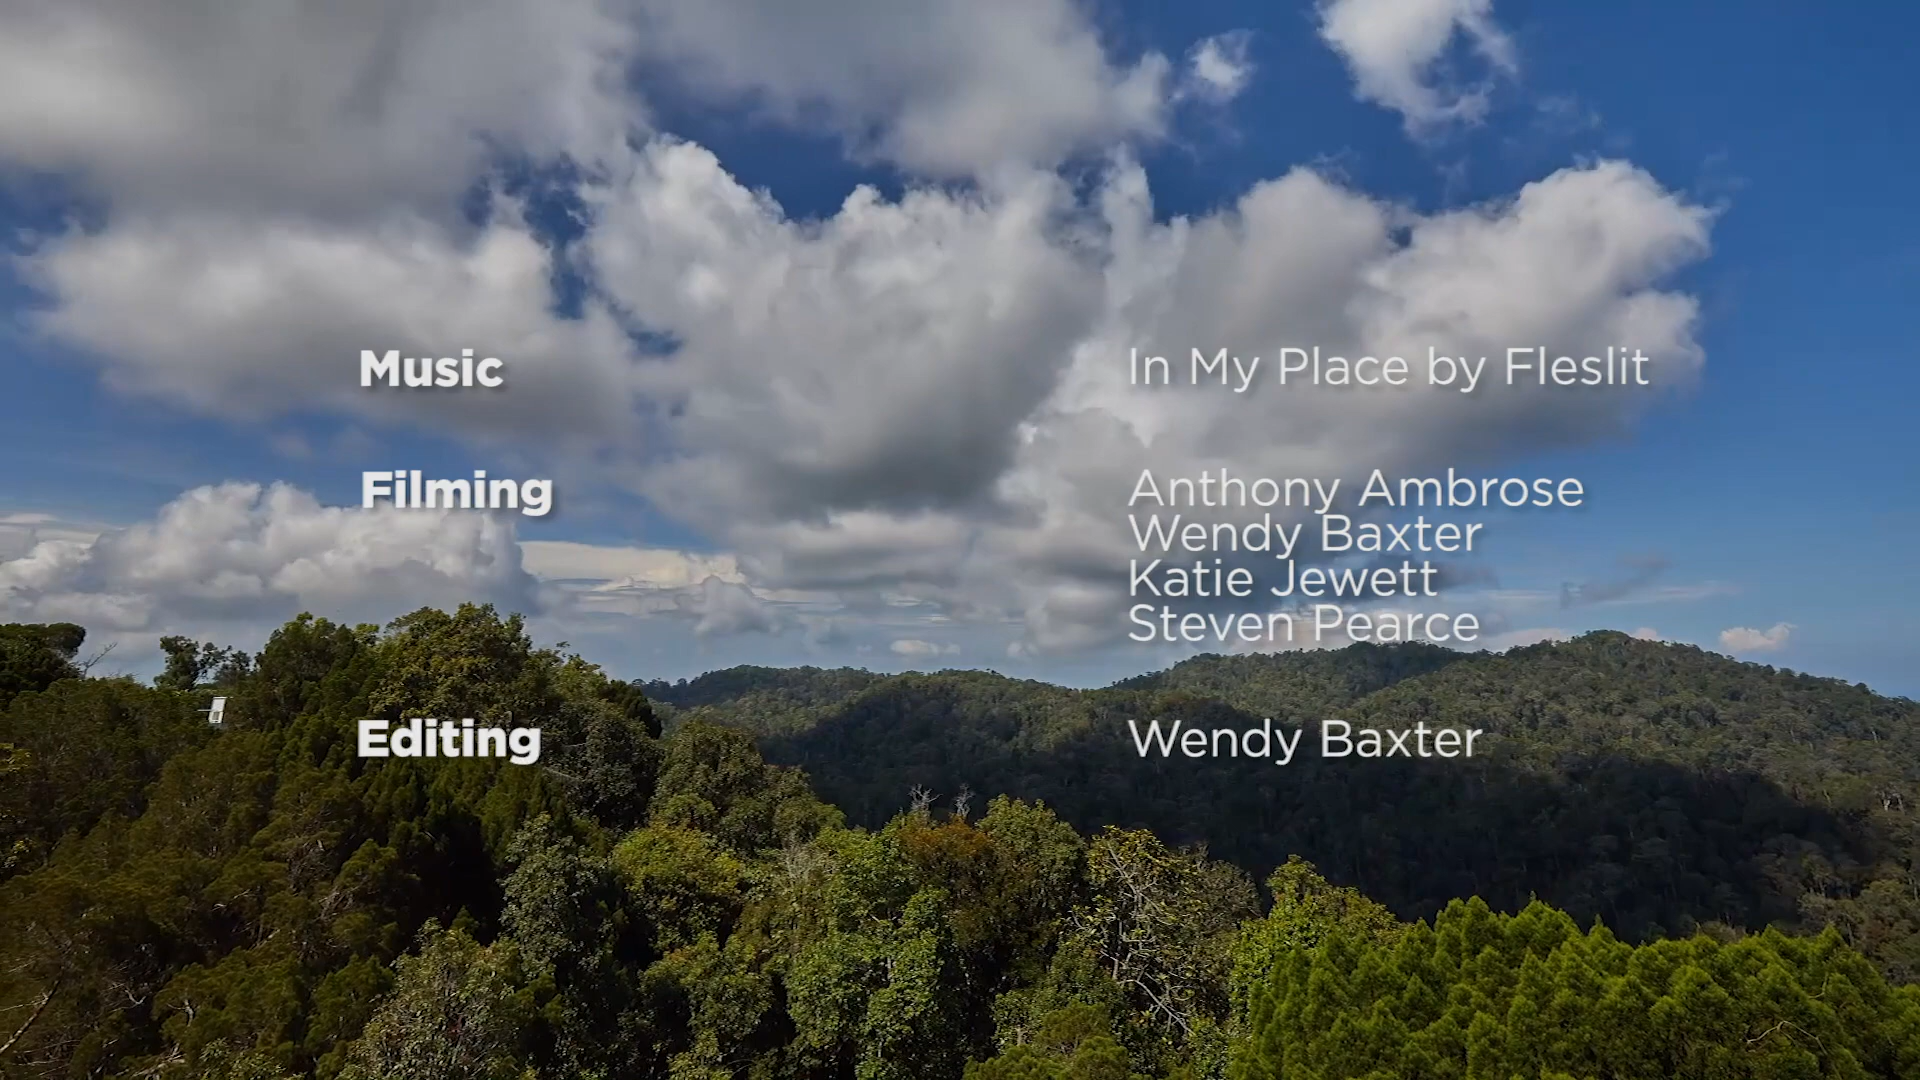 Music
In My Place by Fleslit
Filming
Anthony Ambrose
Wendy Baxter
Katie Jewett
Steven Pearce
Editing
Wendy Baxter